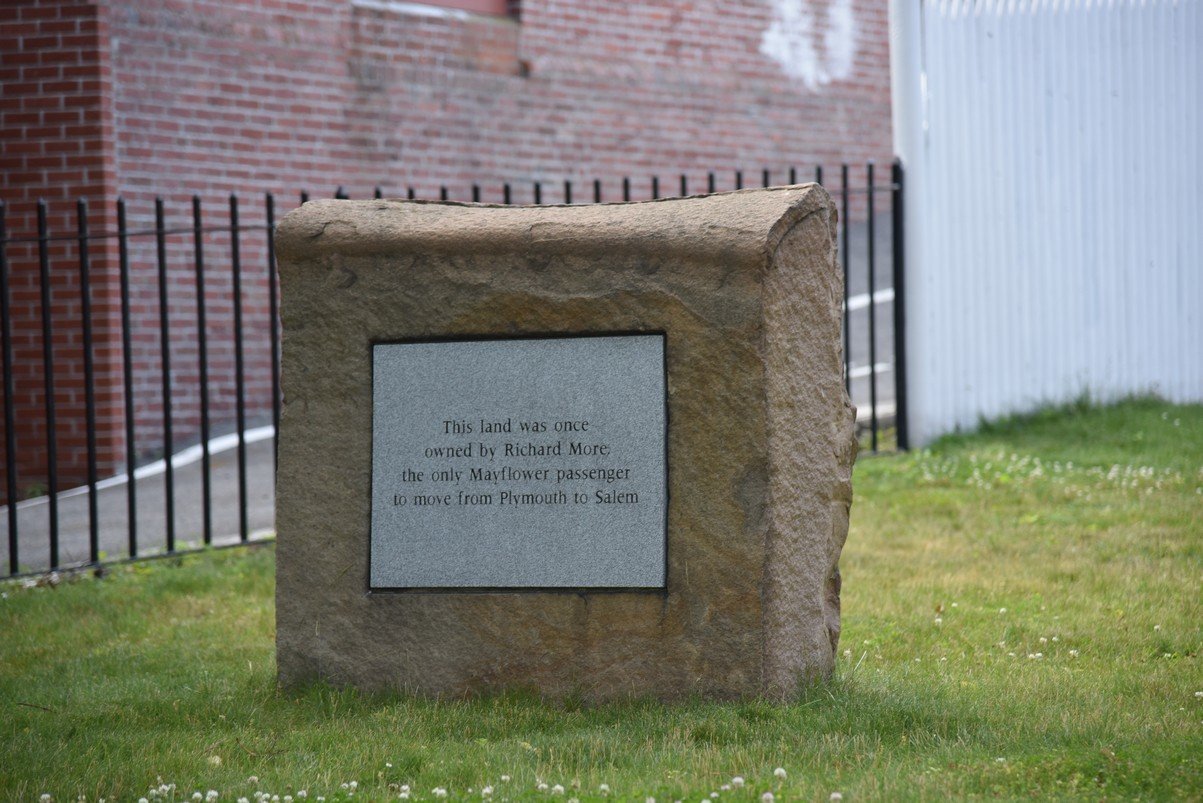 This land was once
owned by Richard More,
the only Mayflower passenger
to move from Plymouth to Salem